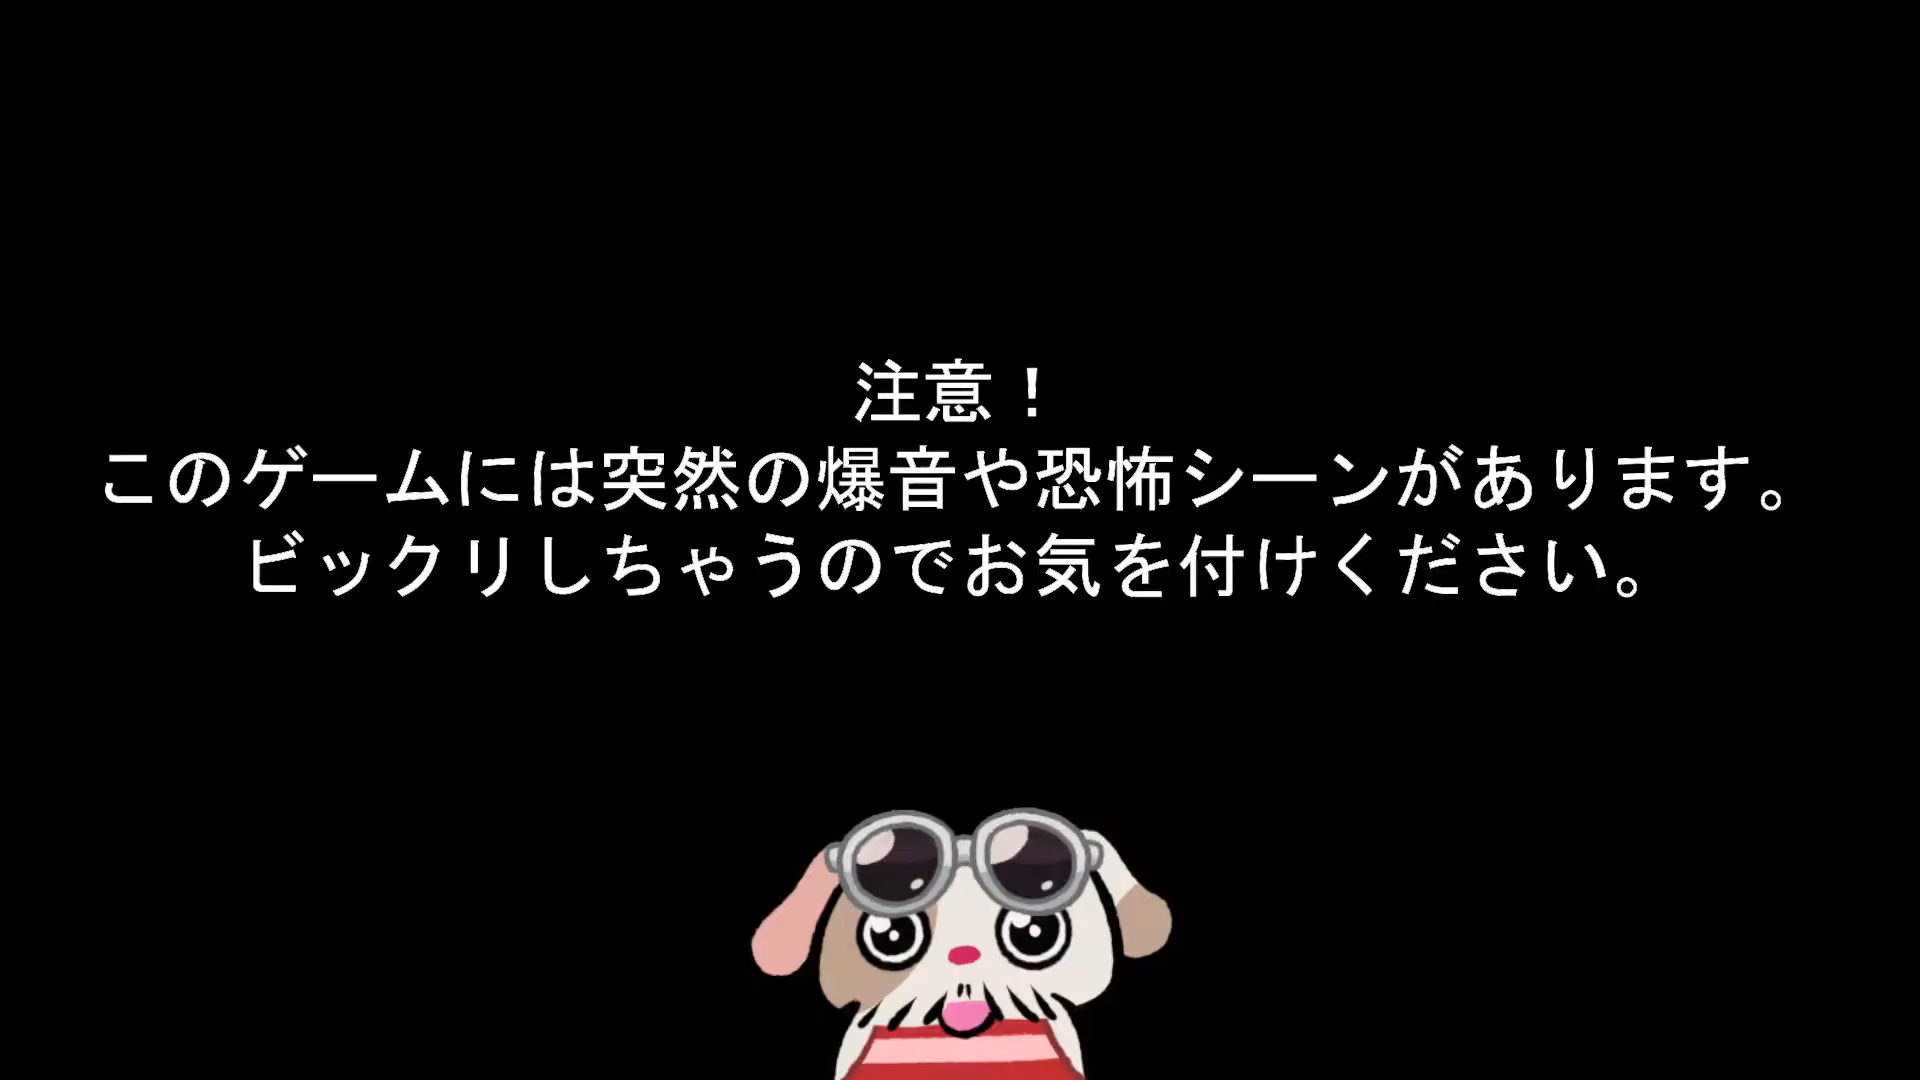 注意！
このゲームには突然の爆音や恐怖シーンがあります。
ビックリしちゃうのでお気を付けください。